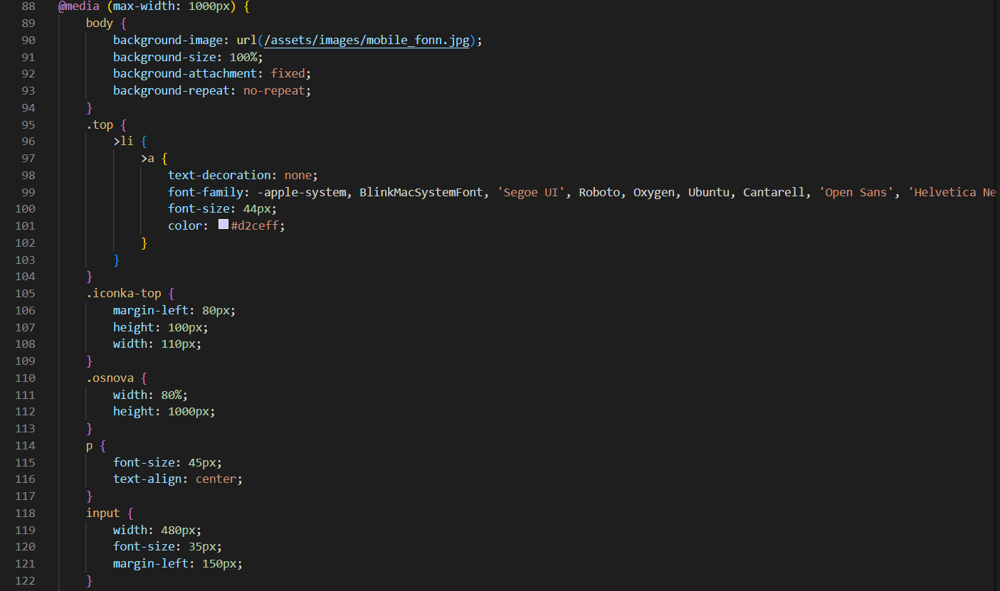 88 @media (max-width: 1000px) {
89 body {
90 background-image: url(/assets/images/mobile_fonn.jpg);
91 background-size: 100%;
92 background-attachment: fixed;
93 background-repeat: no-repeat;
94 }
95 .top {
96 >li {
97 >a {
98 text-decoration: none;
99 font-family: -apple-system, BlinkMacSystemFont, 'Segoe UI', Roboto, Oxygen, Ubuntu, Cantarell, 'Open Sans', 'Helvetica Ne
100 font-size: 44px;
101 color: #d2ceff;
102 }
103 }
104 }
105 .iconka-top {
106 margin-left: 80px;
107 height: 100px;
108 width: 110px;
109 }
110 .osnova {
111 width: 80%;
112 height: 1000px;
113 }
114 p {
115 font-size: 45px;
116 text-align: center;
117 }
118 input {
119 width: 480px;
120 font-size: 35px;
121 margin-left: 150px;
122 }